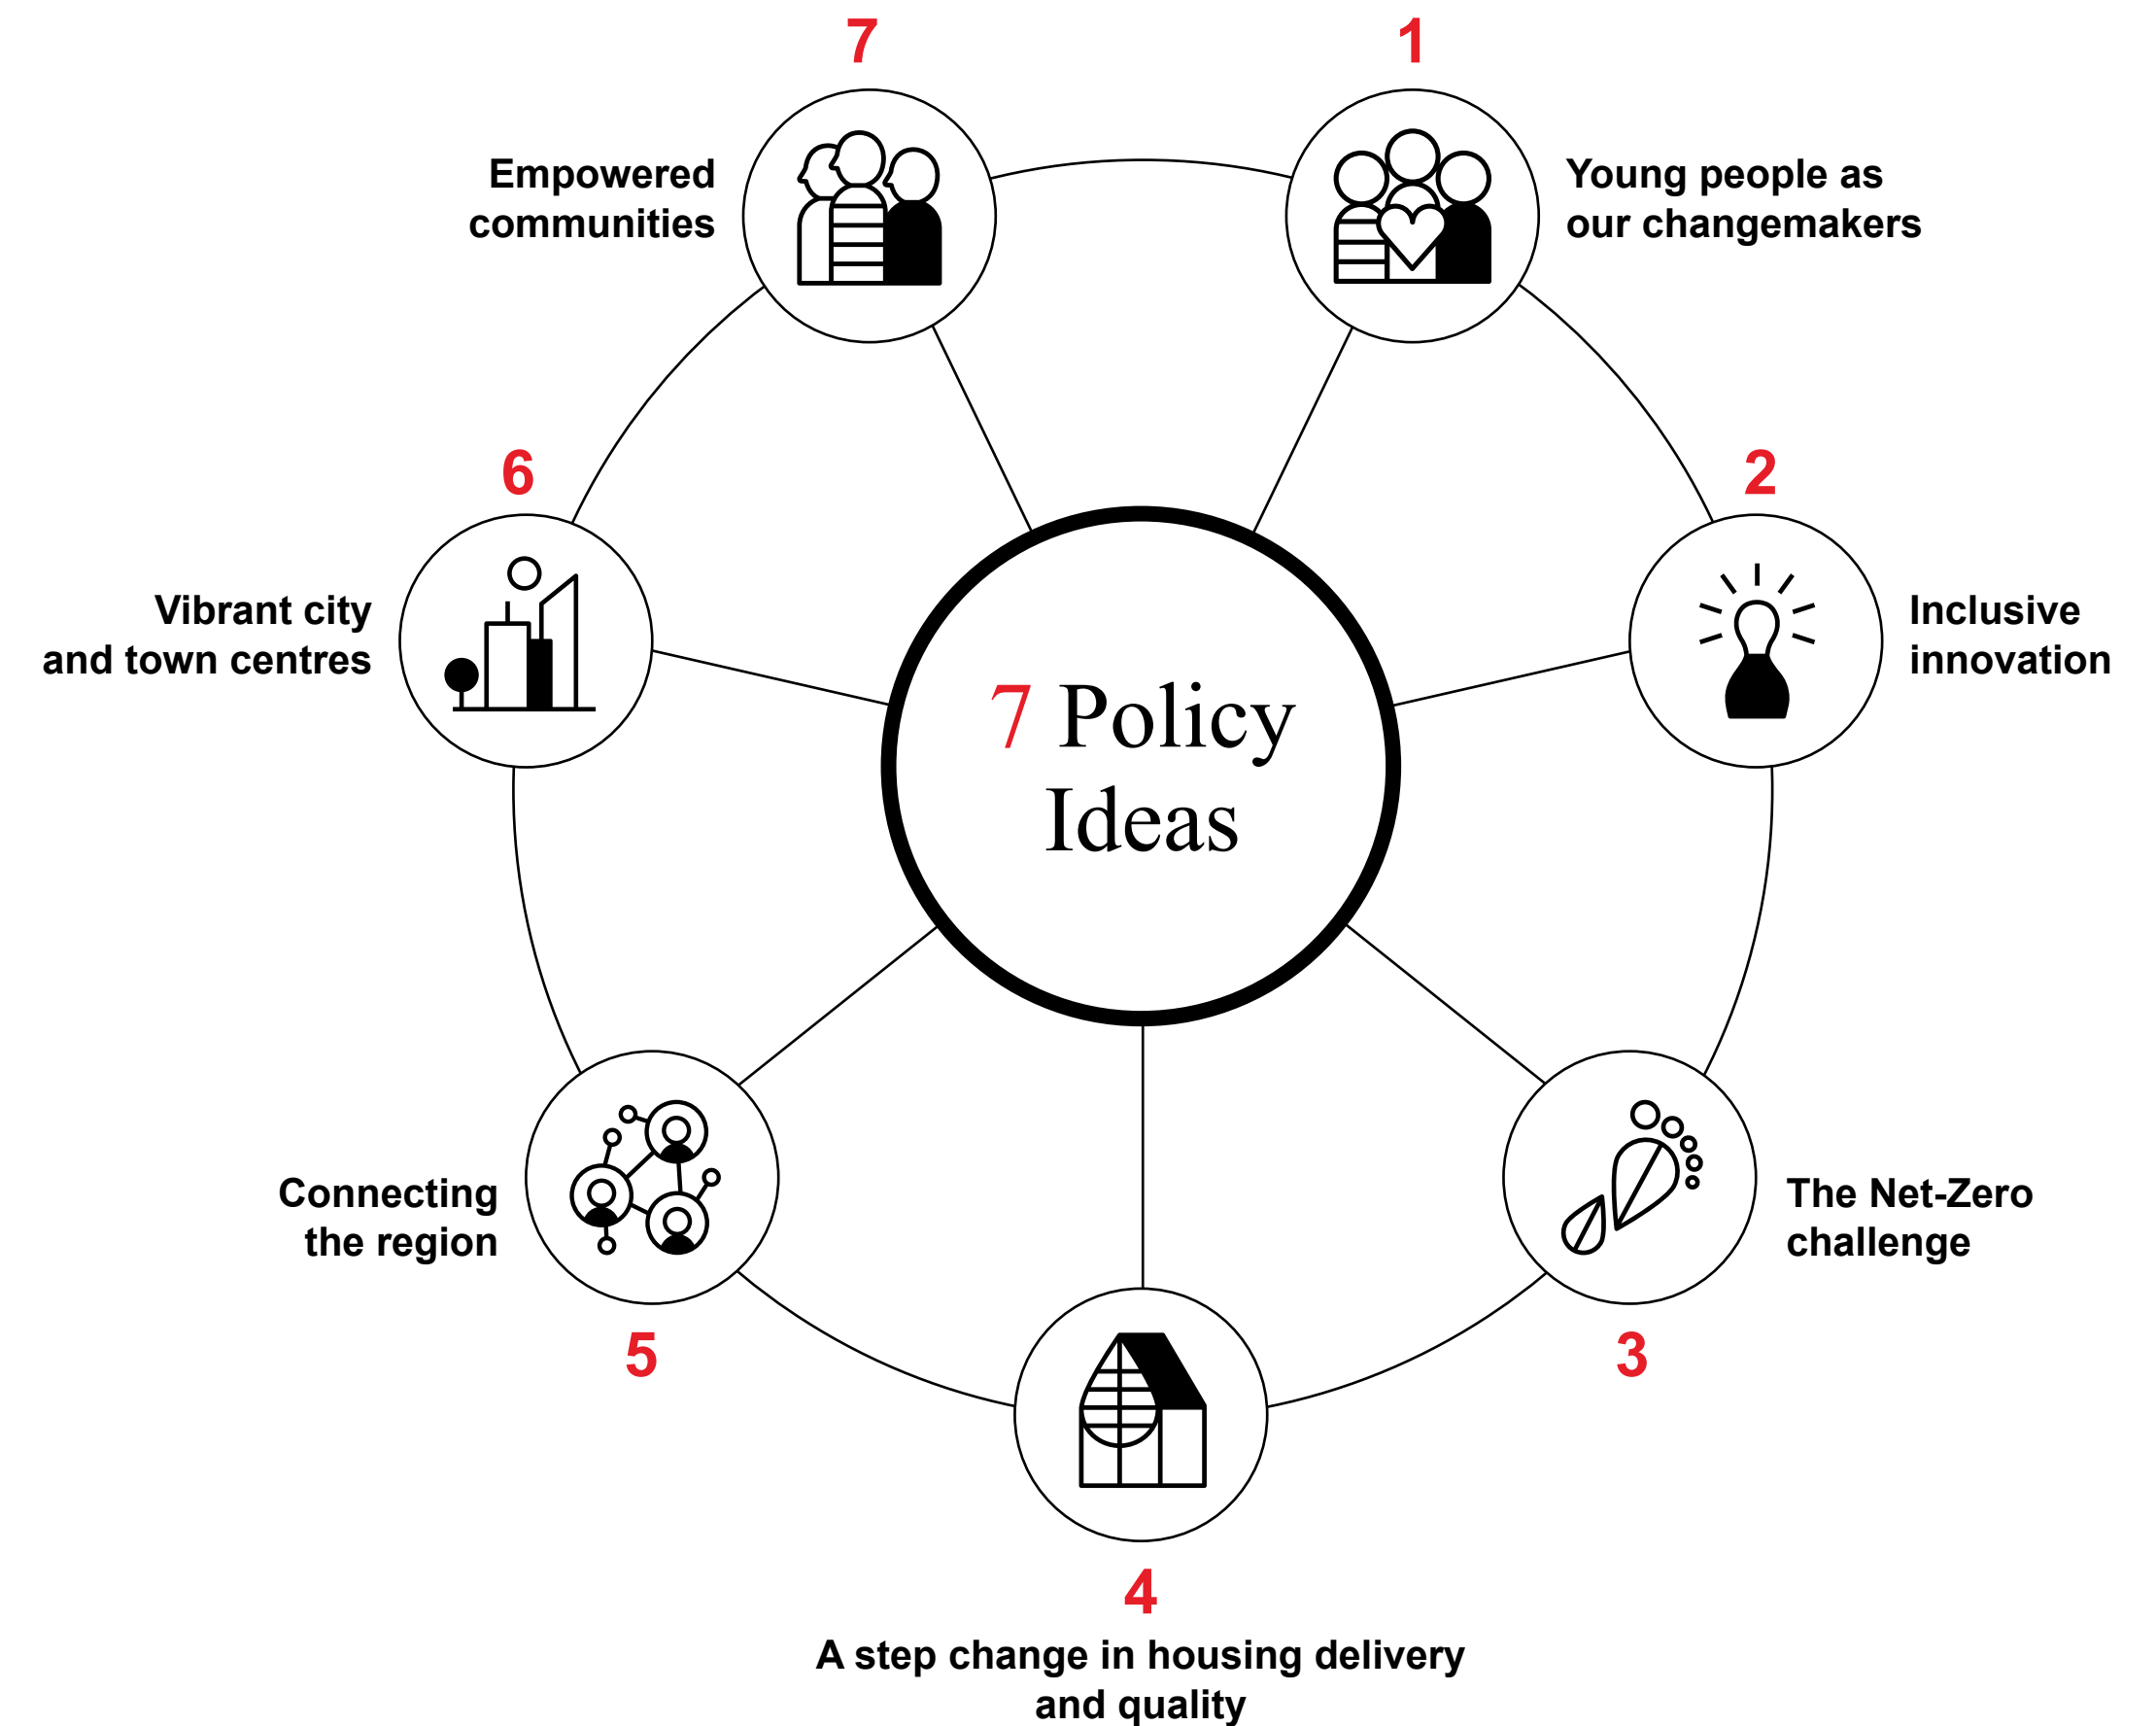 7 Policy
Ideas
1
Young people as
our changemakers
2
Inclusive
innovation
3
The Net-Zero
challenge
4
A step change in housing delivery
and quality
5
Connecting
the region
6
Vibrant city
and town centres
7
Empowered
communities